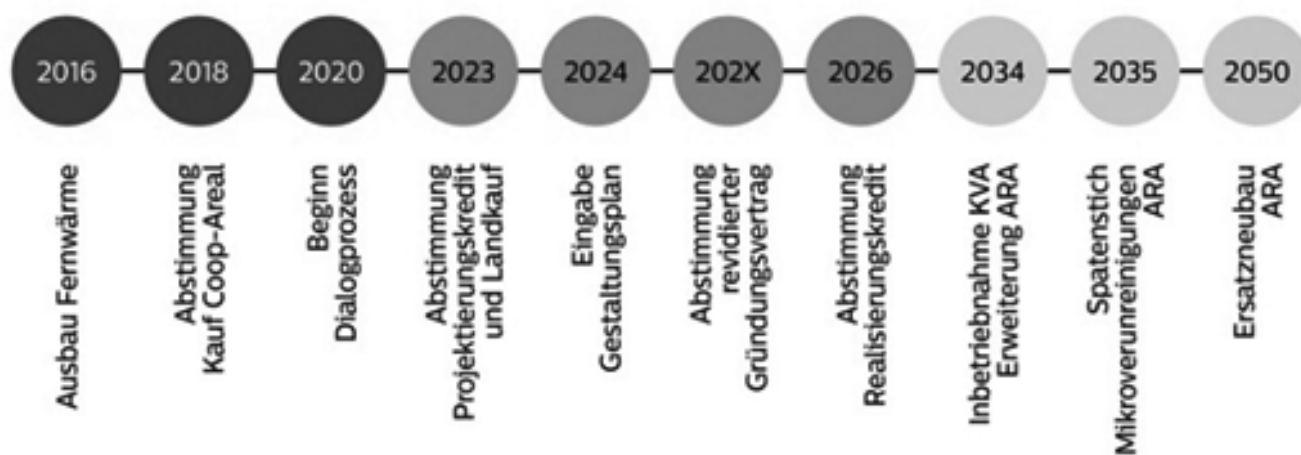 2016
2018
2020
2023
2024
202X
2026
2034
2035
2050
Ausbau Fernwärme
Abstimmung
Kauf Coop-Areal
Beginn
Dialogprozess
Abstimmung
Projektierungskredit
und Landkauf
Eingabe
Gestaltungsplan
Abstimmung
revidierter
Gründungsvertrag
Abstimmung
Realisierungskredit
Inbetriebnahme KVA
Erweiterung ARA
Spatenstich
Mikroverunreinigungen
ARA
Ersatzneubau
ARA